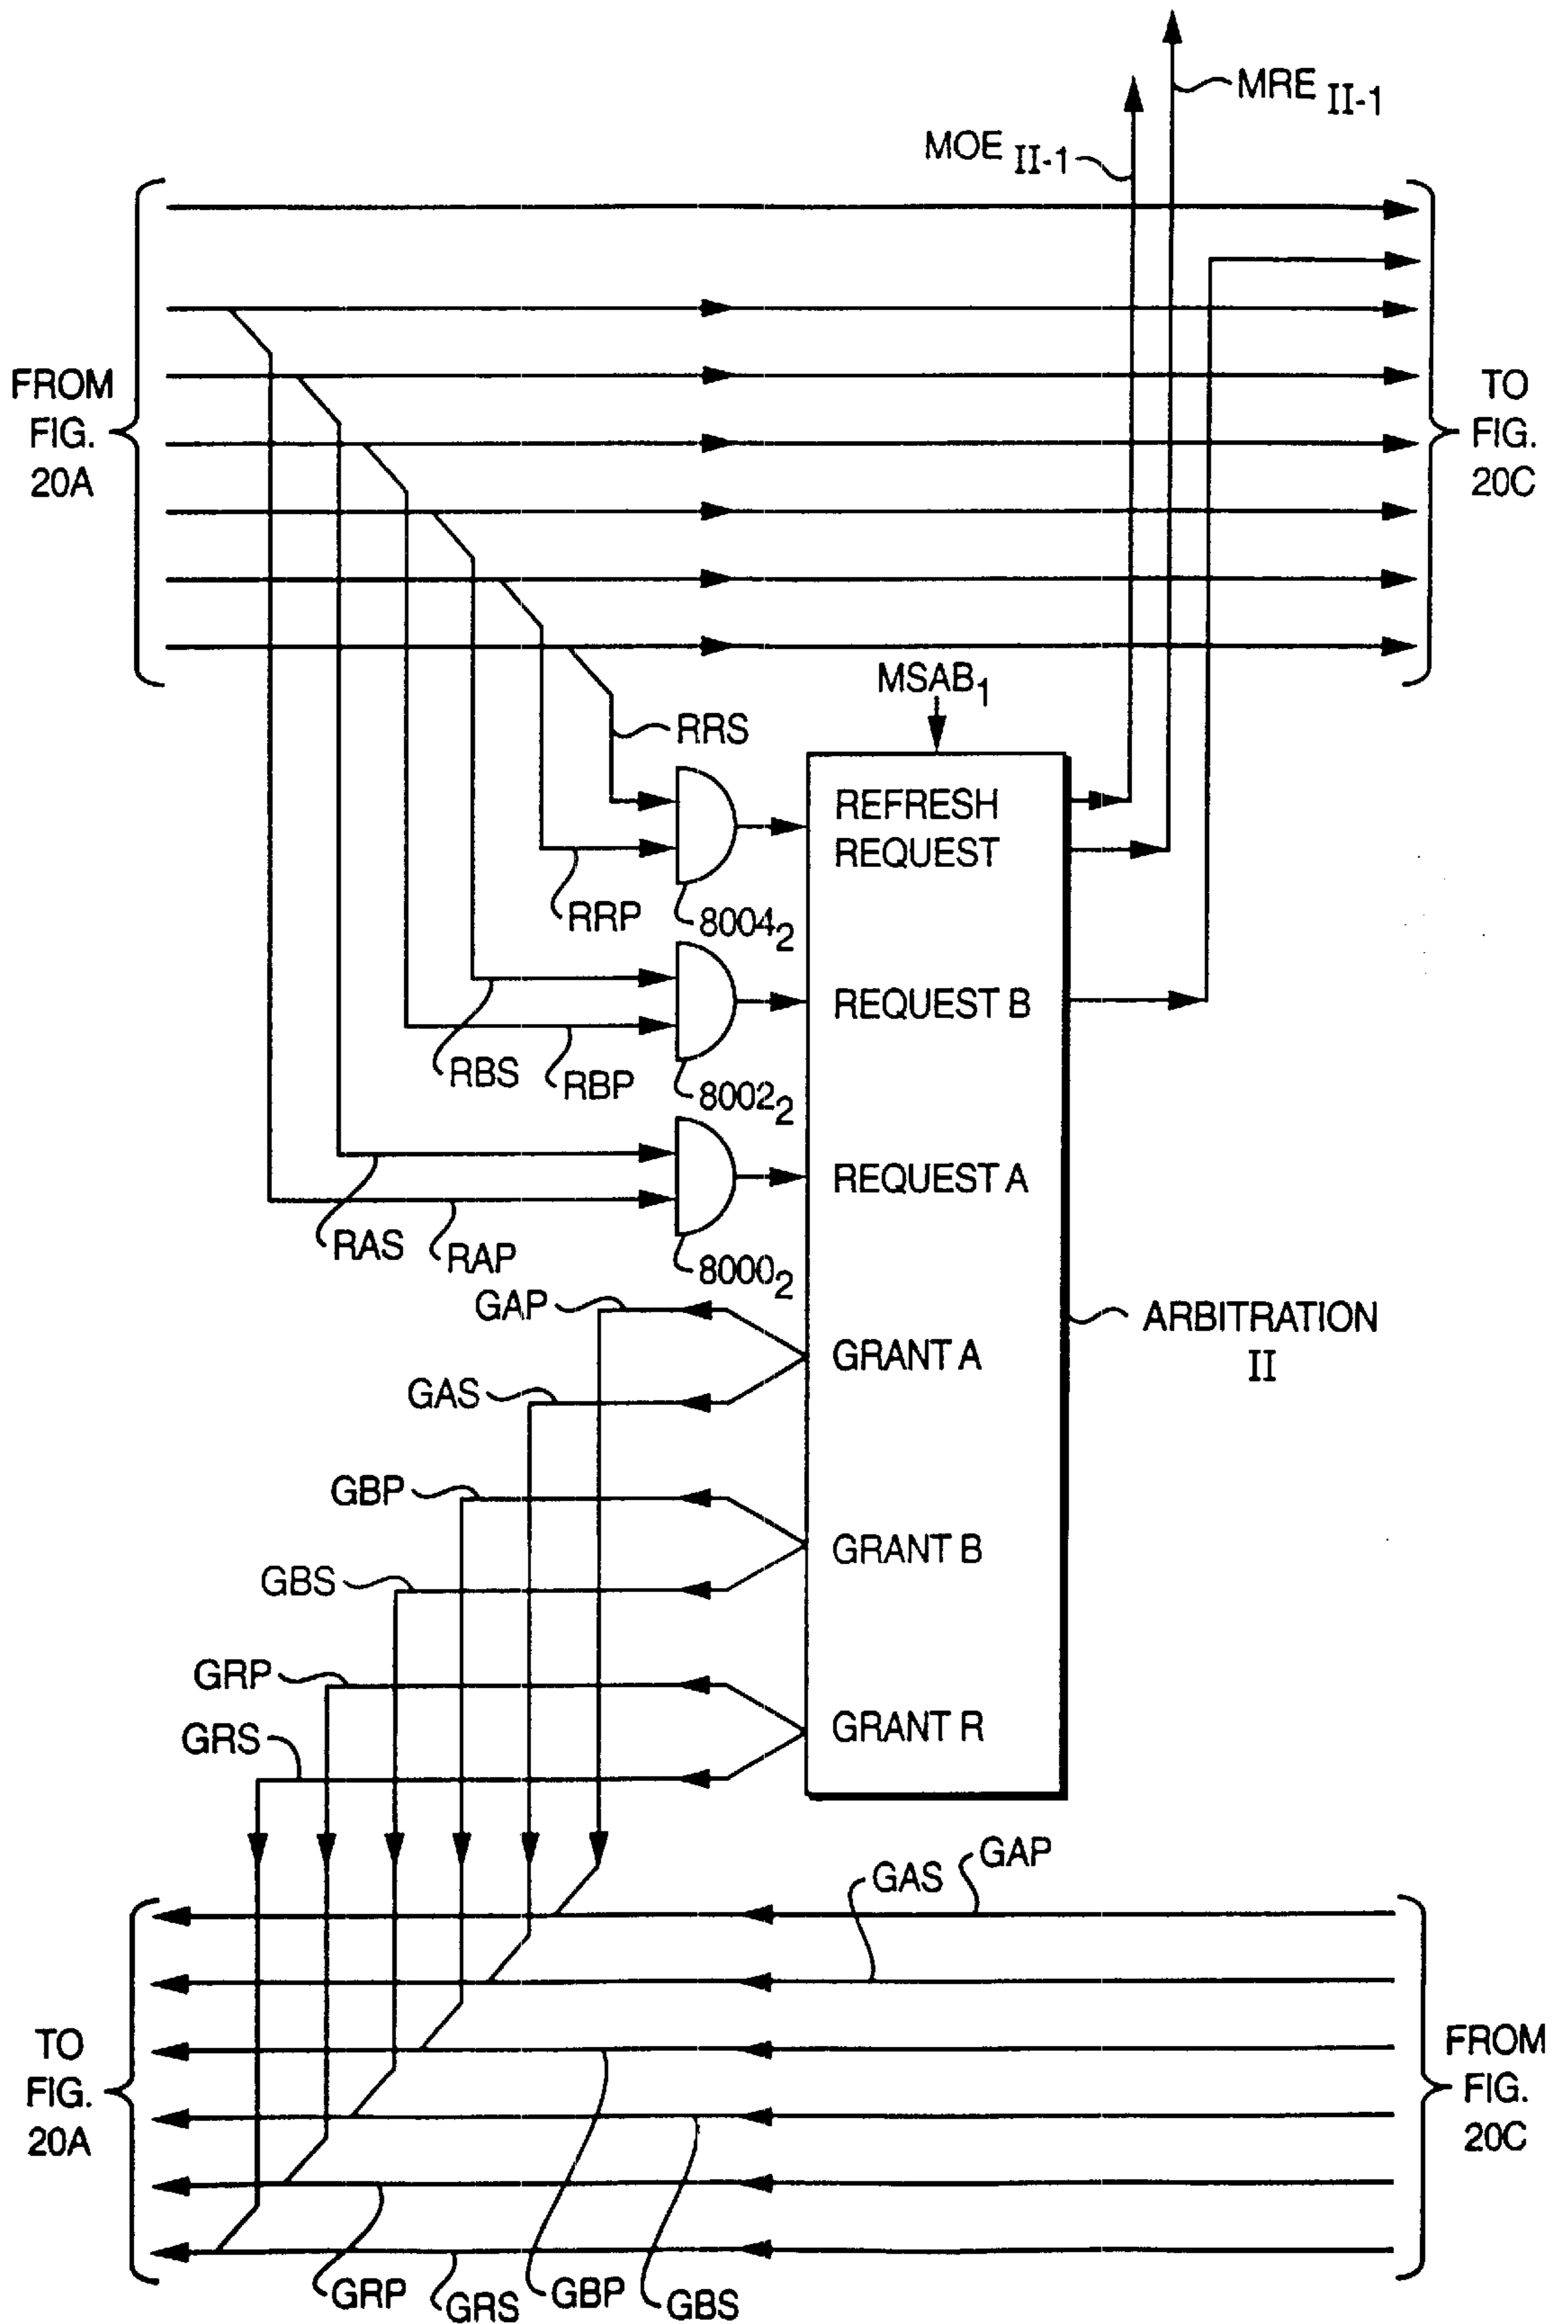 MRE II-1
MOE II-1
FROM
FIG.
20A
TO
FIG.
20C
MSAB1
RRS
REFRESH
REQUEST
RRP
80042
REQUEST B
RBS
RBP
80022
REQUEST A
RAS
RAP
80002
GAP
ARBITRATION
II
GRANT A
GAS
GBP
GRANT B
GBS
GRP
GRANT R
GRS
GAP
GAS
TO
FIG.
20A
FROM
FIG.
20C
GRP
GRS
GBP
GBS